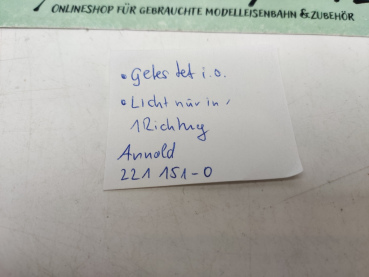 ONLINESHOP FÜR GEBRAUCHTE MODELLEISENBAHN & ZUBEHÖR
• Getestet i.o.
• Licht nur in
1 Richtung
Arnold
221 151-0